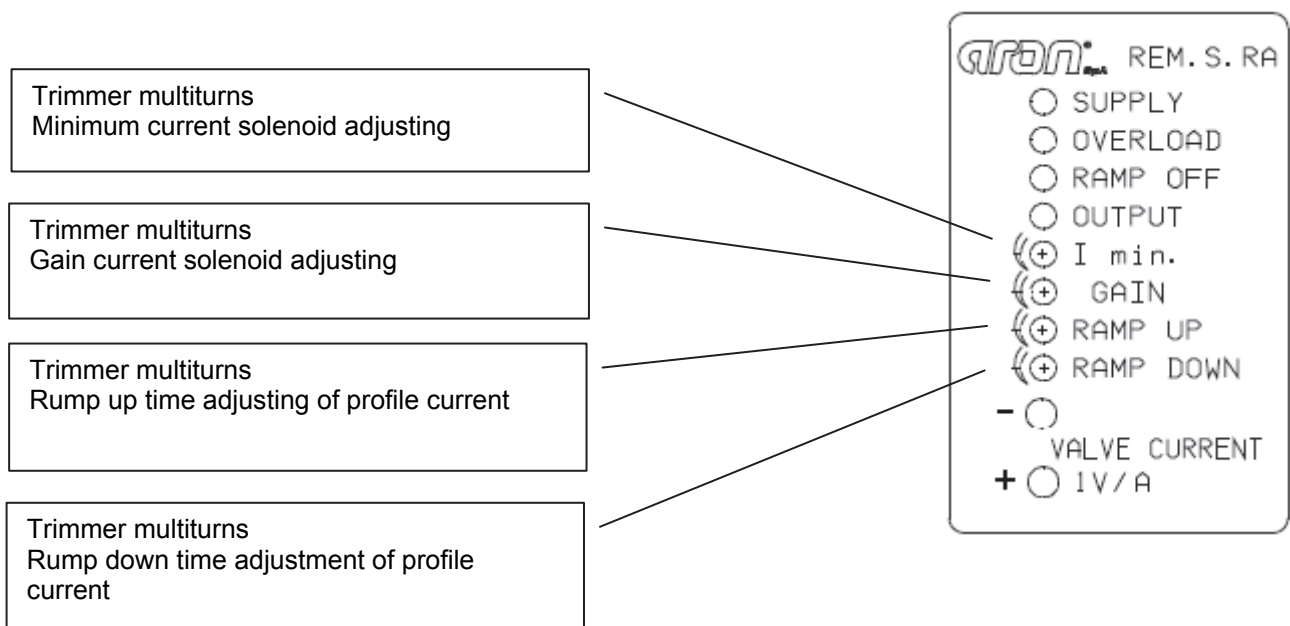 Trimmer multiturns
Minimum current solenoid adjusting
Trimmer multiturns
Gain current solenoid adjusting
Trimmer multiturns
Rump up time adjusting of profile current
Trimmer multiturns
Rump down time adjustment of profile
current
aron SpA REM.S.RA
SUPPLY
OVERLOAD
RAMP OFF
OUTPUT
I min.
GAIN
RAMP UP
RAMP DOWN
-
VALVE CURRENT
+ 1V/A